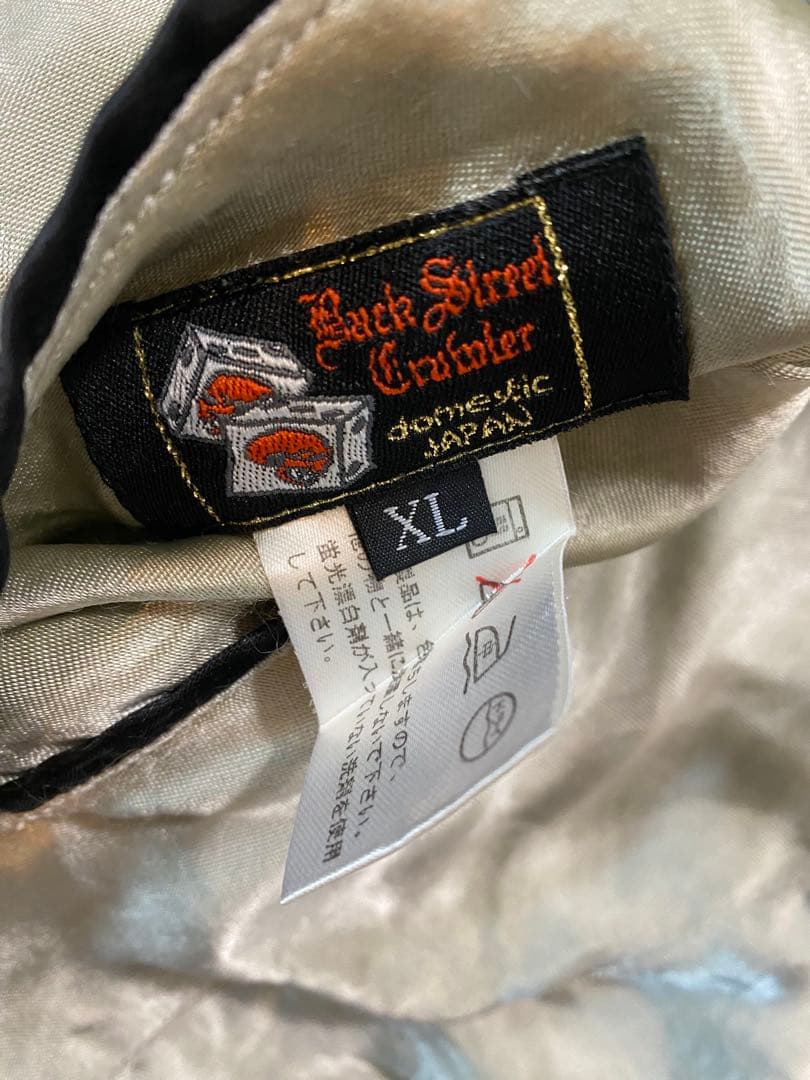 Back Street
Crawler
domestic
JAPAN
XL
製品は、色落ちしますので、
他の物と一緒に洗濯しないで下さい。
蛍光漂白剤が入っていない洗剤を使用
して下さい。
中